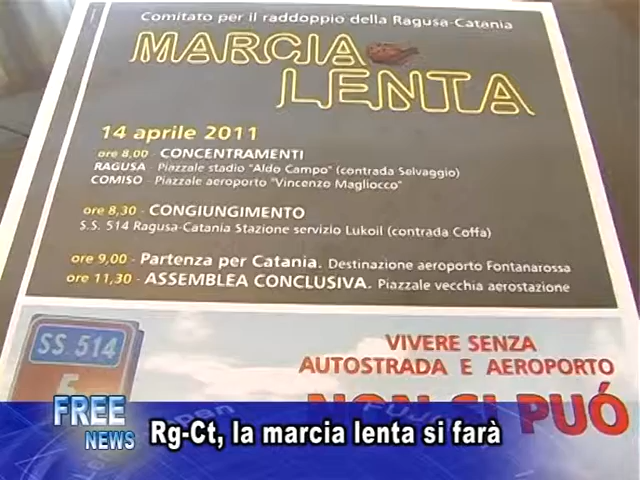 Comitato per il raddoppio della Ragusa-Catania
MARCIA
LENTA
14 aprile 2011
ore 8,00 - CONCENTRAMENTI
RAGUSA - Piazzale stadio "Aldo Campo" (contrada Selvaggio)
COMISO - Piazzale aeroporto "Vincenzo Magliocco"
ore 8,30 - CONGIUNGIMENTO
S.S. 514 Ragusa-Catania Stazione servizio Lukoil (contrada Coffa)
ore 9,00 - Partenza per Catania. Destinazione aeroporto Fontanarossa
ore 11,30 - ASSEMBLEA CONCLUSIVA. Piazzale vecchia aerostazione
SS 514
VIVERE SENZA
AUTOSTRADA E AEROPORTO
NON SI PUÓ
FREE
NEWS
Rg-Ct, la marcia lenta si farà